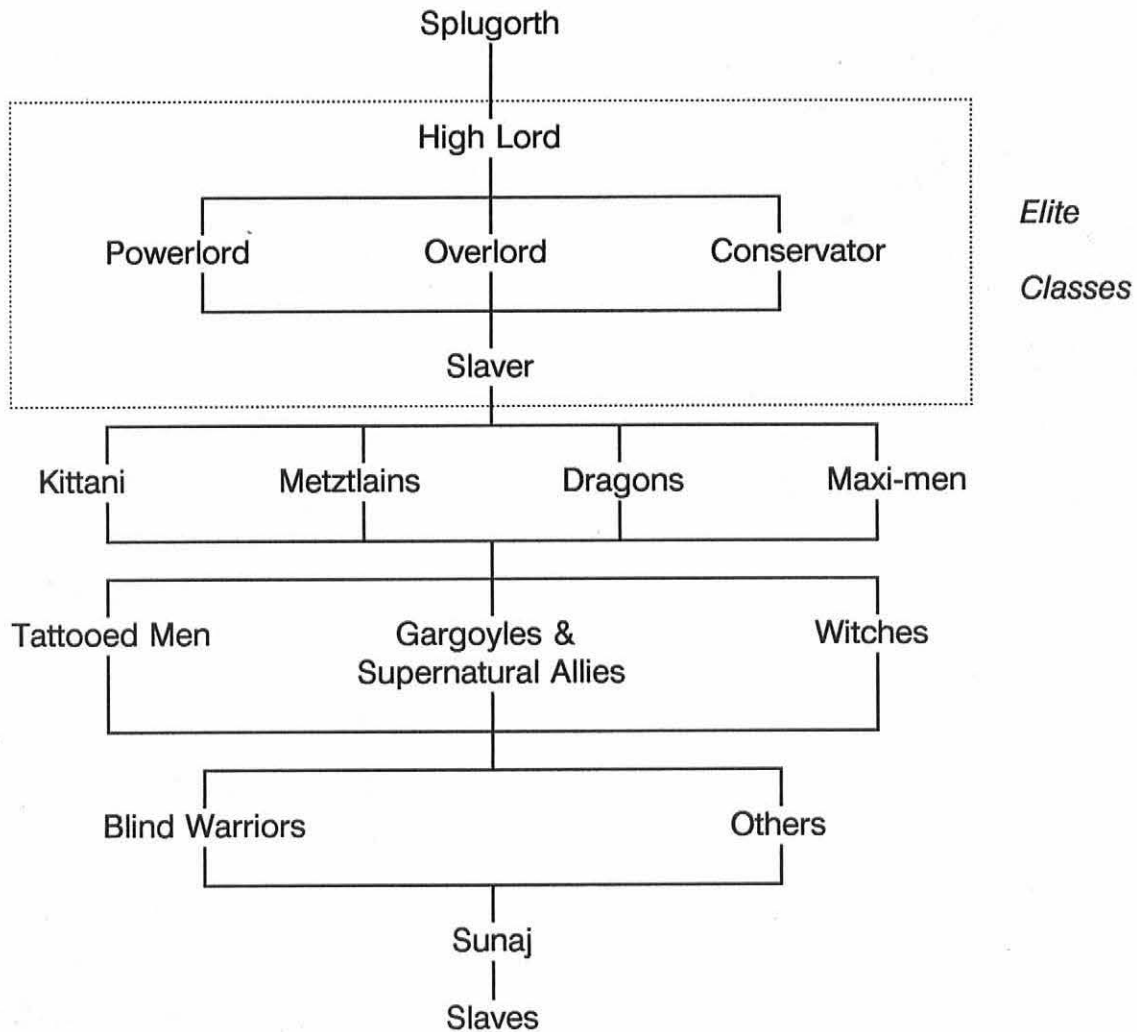 Splugorth
High Lord
Elite
Powerlord Overlord Conservator
Classes
Slaver
Kittani Metztlains Dragons Maxi-men
Tattooed Men Gargoyles & Witches
Supernatural Allies
Blind Warriors Others
Sunaj
Slaves